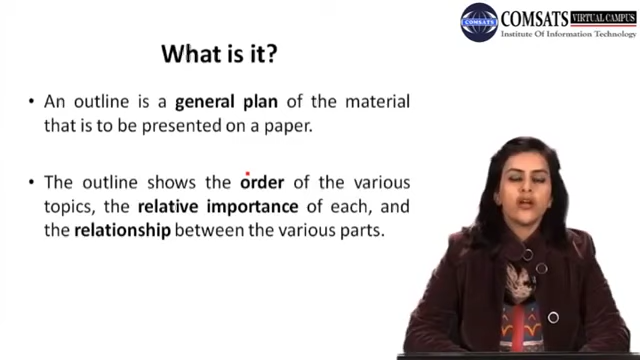 COMSATS VIRTUAL CAMPUS
Institute Of Information Technology
COMSATS
What is it?
• An outline is a general plan of the material
that is to be presented on a paper.
• The outline shows the order of the various
topics, the relative importance of each, and
the relationship between the various parts.